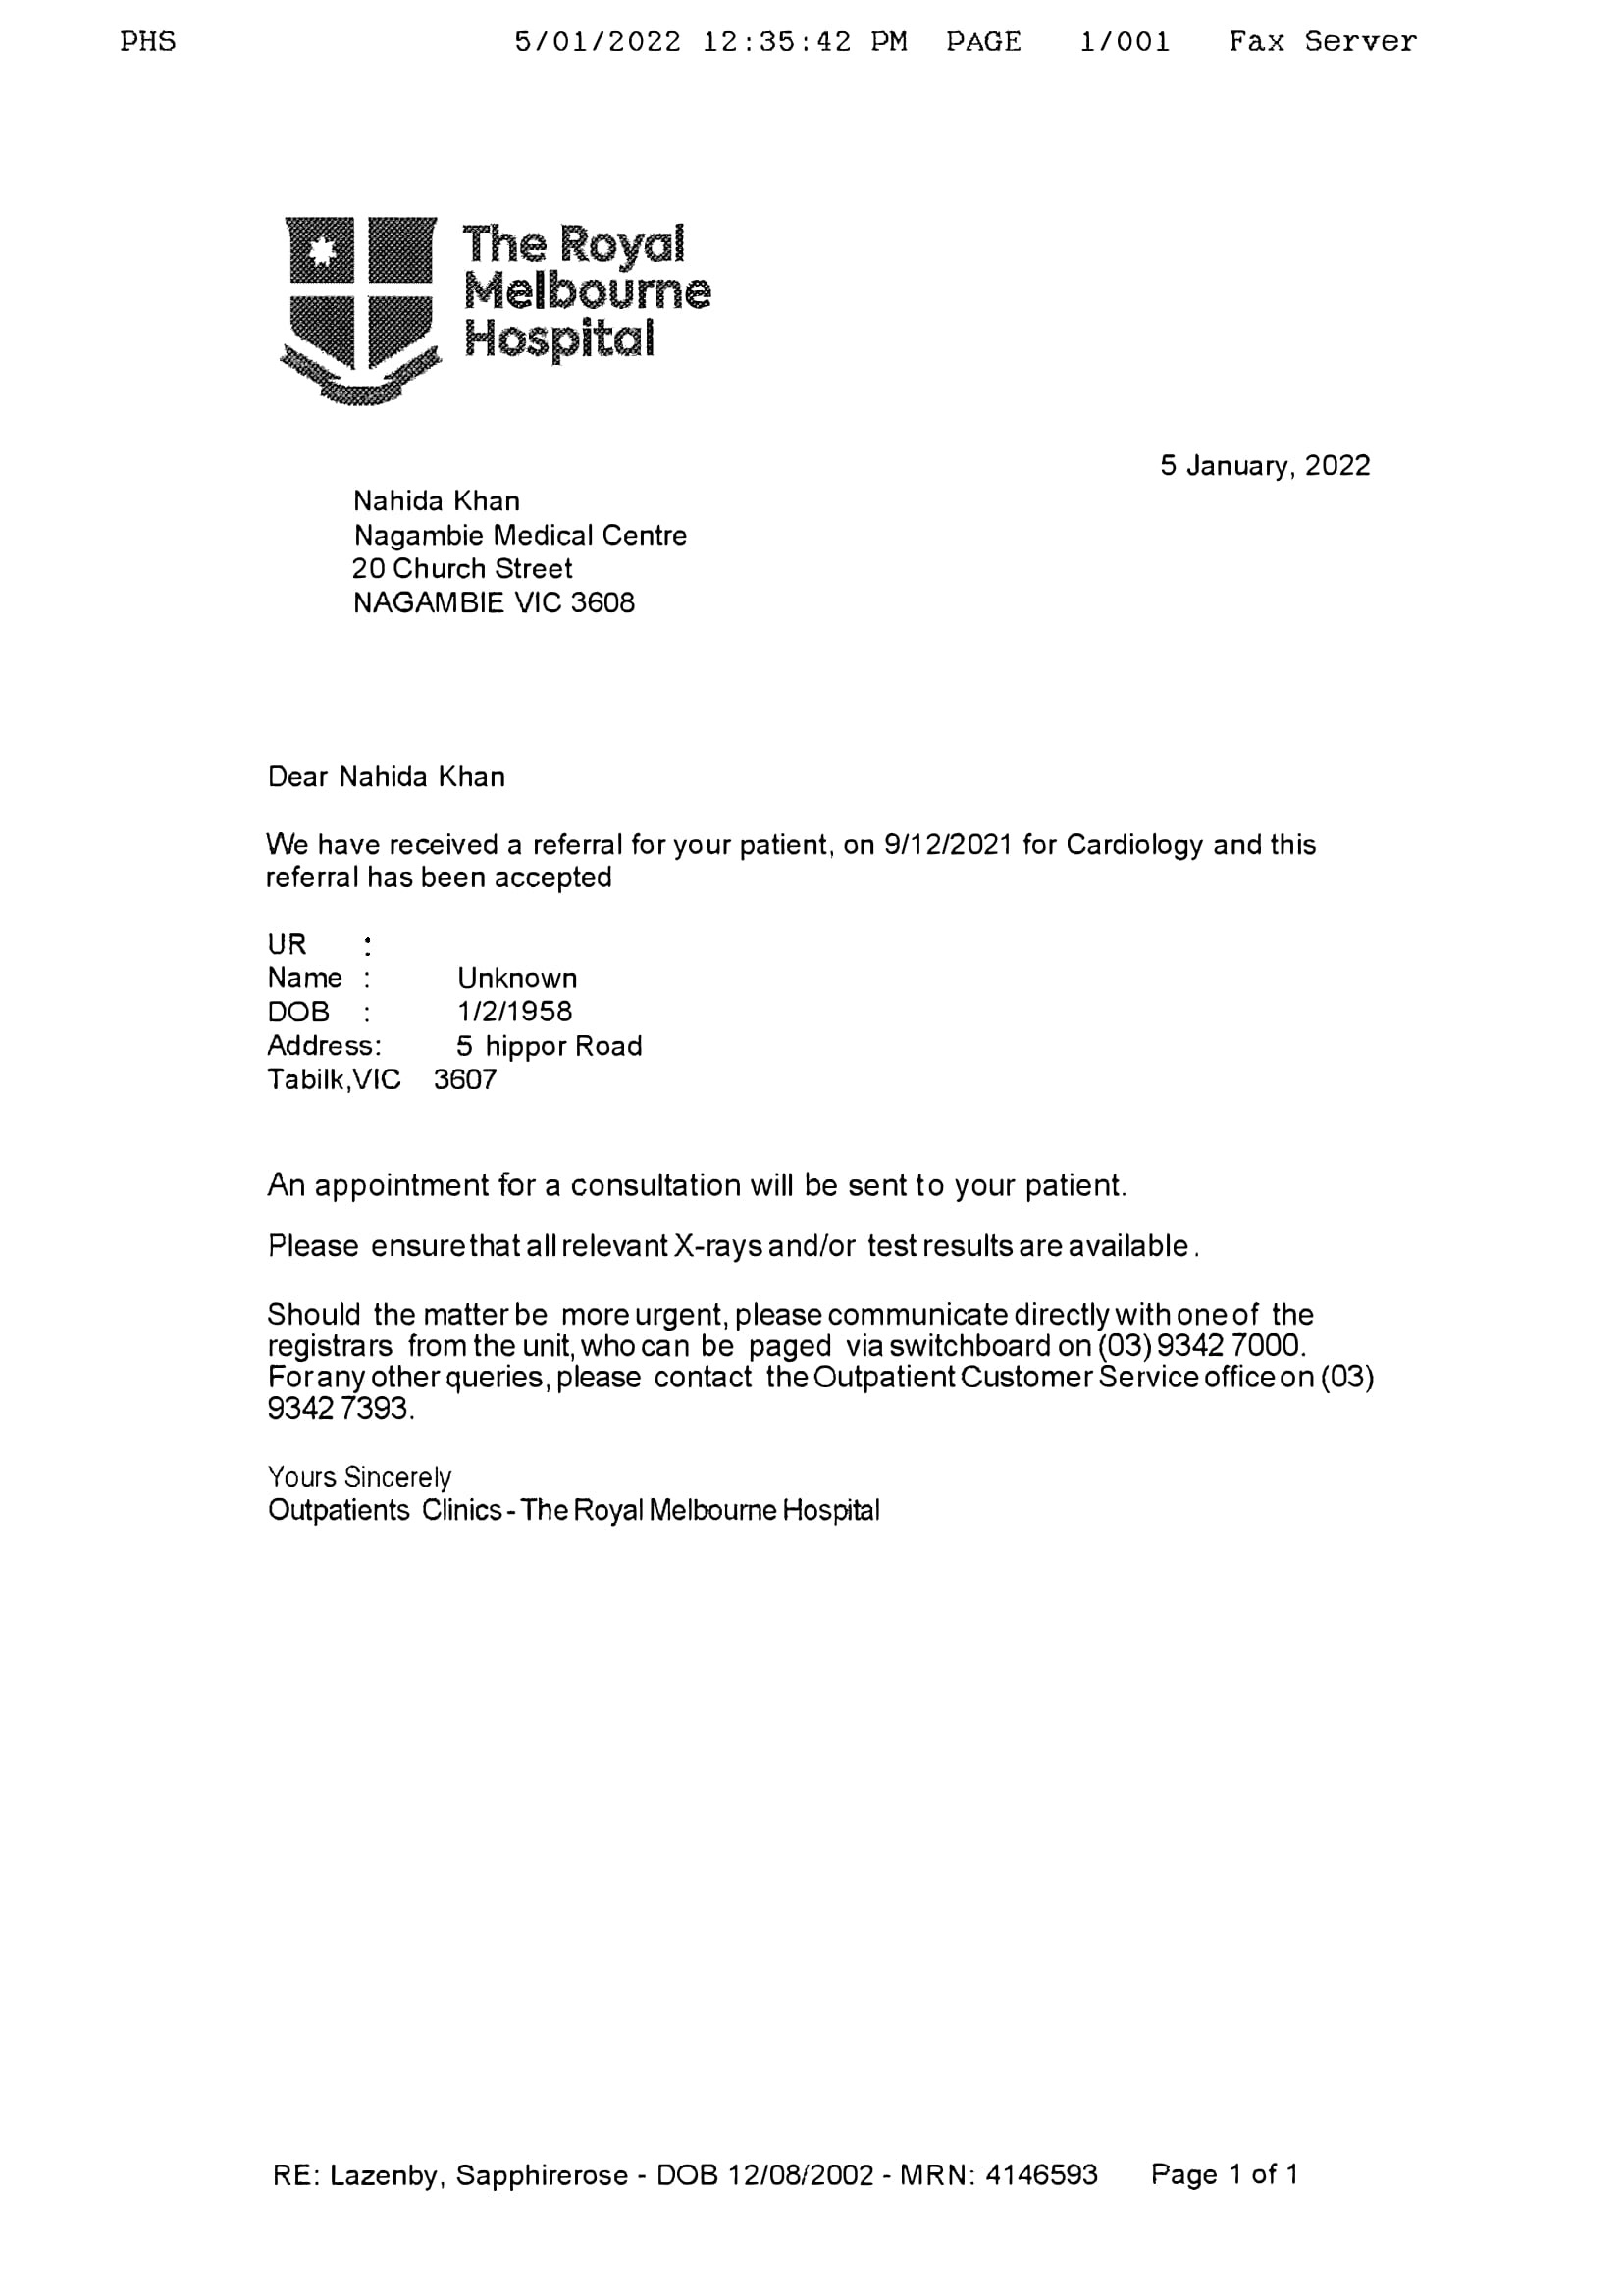 PHS 5/01/2022 12:35:42 PM PAGE 1/001 Fax Server
The Royal
Melbourne
Hospital
5 January, 2022
Nahida Khan
Nagambie Medical Centre
20 Church Street
NAGAMBIE VIC 3608
Dear Nahida Khan
We have received a referral for your patient, on 9/12/2021 for Cardiology and this
referral has been accepted
UR :
Name : Unknown
DOB : 1/2/1958
Address: 5 hippor Road
Tabilk,VIC 3607
An appointment for a consultation will be sent to your patient.
Please ensure that all relevant X-rays and/or test results are available.
Should the matter be more urgent, please communicate directly with one of the
registrars from the unit, who can be paged via switchboard on (03) 9342 7000.
For any other queries, please contact the Outpatient Customer Service office on (03)
9342 7393.
Yours Sincerely
Outpatients Clinics - The Royal Melbourne Hospital
RE: Lazenby, Sapphirerose - DOB 12/08/2002 - MRN: 4146593 Page 1 of 1